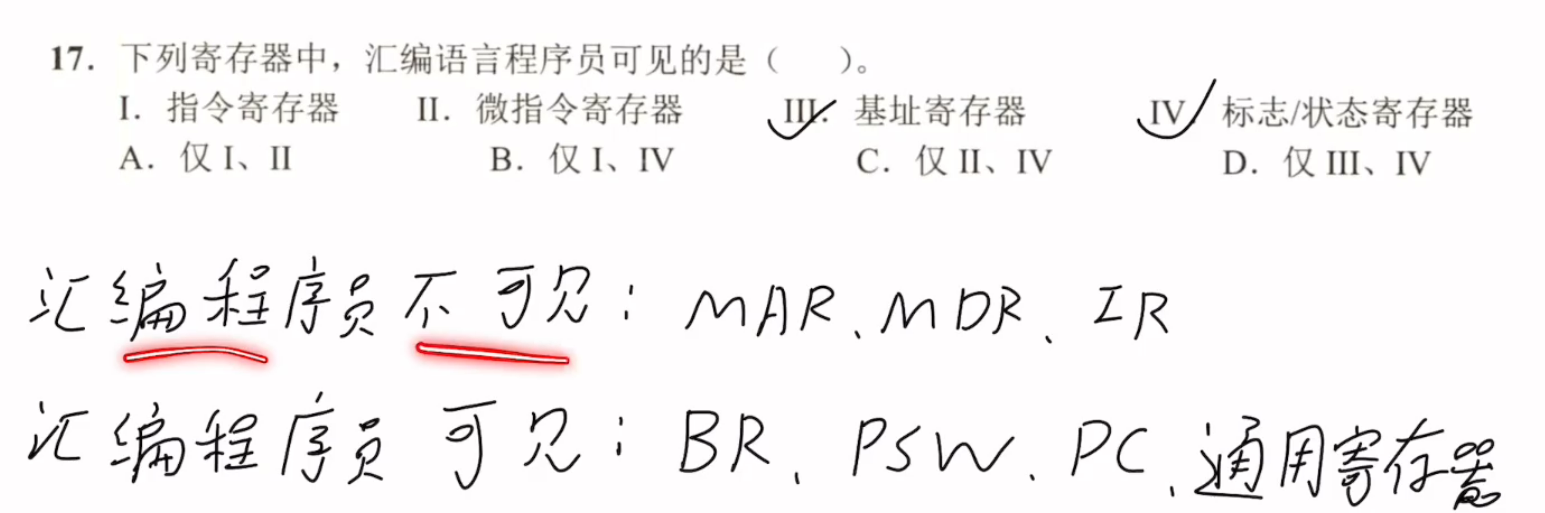 17. 下列寄存器中，汇编语言程序员可见的是（　　）。
I. 指令寄存器　　II. 微指令寄存器　　III. 基址寄存器　　IV. 标志/状态寄存器
A. 仅 I、II　　B. 仅 I、IV　　C. 仅 II、IV　　D. 仅 III、IV
汇编程序员不可见：MAR、MDR、IR
汇编程序员可见：BR、PSW、PC、通用寄存器